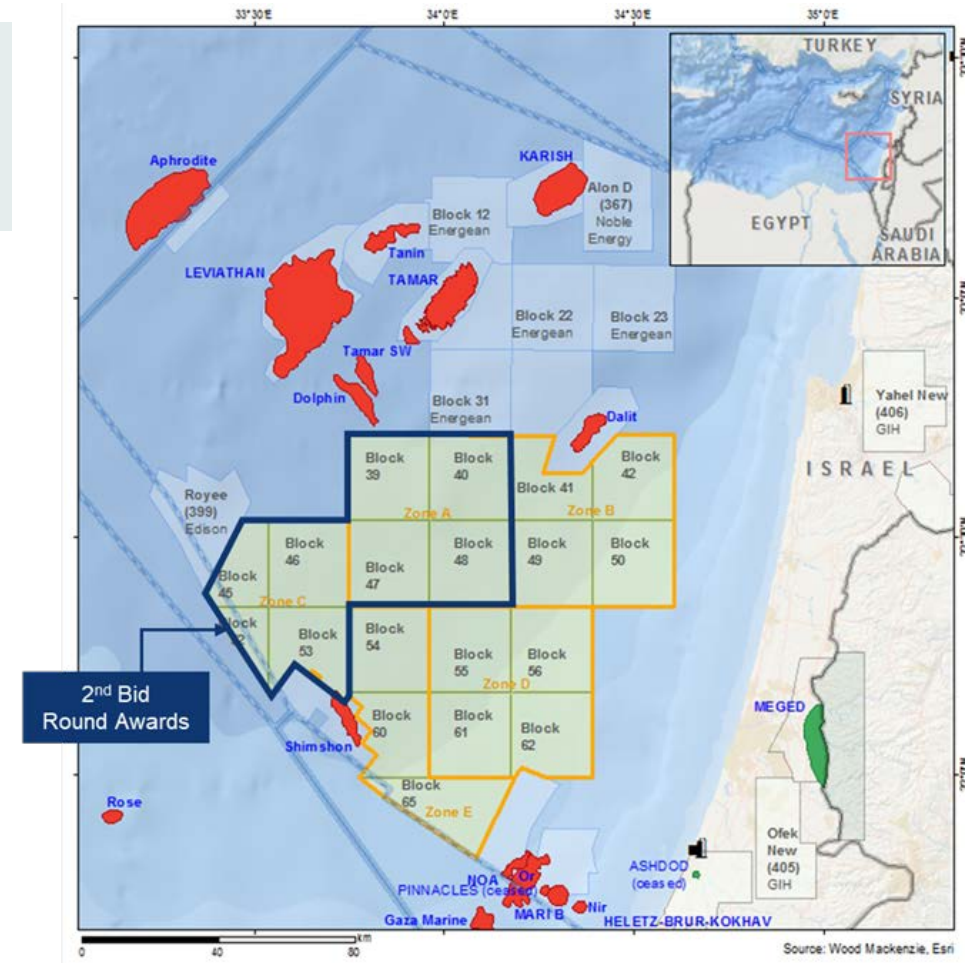 33°30'E
34°0'E
34°30'E
35°0'E
TURKEY
SYRIA
EGYPT
SAUDI
ARABIA
Aphrodite
KARISH
Alon D
(367)
Noble
Energy
Block 12
Energean
Tanin
LEVIATHAN
TAMAR
Block 22
Energean
Block 23
Energean
Tamar SW
Dolphin
Block 31
Energean
Dalit
Yahel New
(406)
GIH
ISRAEL
Block
39
Block
40
Block 41
Block
42
Zone A
Zone B
Royee
(399)
Edison
Block
46
Block
47
Block
48
Block
49
Block
50
Block
45
Zone C
Block
53
Block
54
Block
55
Block
56
Zone D
2nd Bid
Round Awards
Shimshon
Block
60
Block
61
Block
62
MEGED
Block
65
Zone E
Rose
Ofek
New
(405)
GIH
ASHDOD
(ceased)
NOA
Or
PINNACLES (ceased)
MARI B
Nir
Gaza Marine
HELETZ-BRUR-KOKHAV
km
0
40
80
Source: Wood Mackenzie, Esri